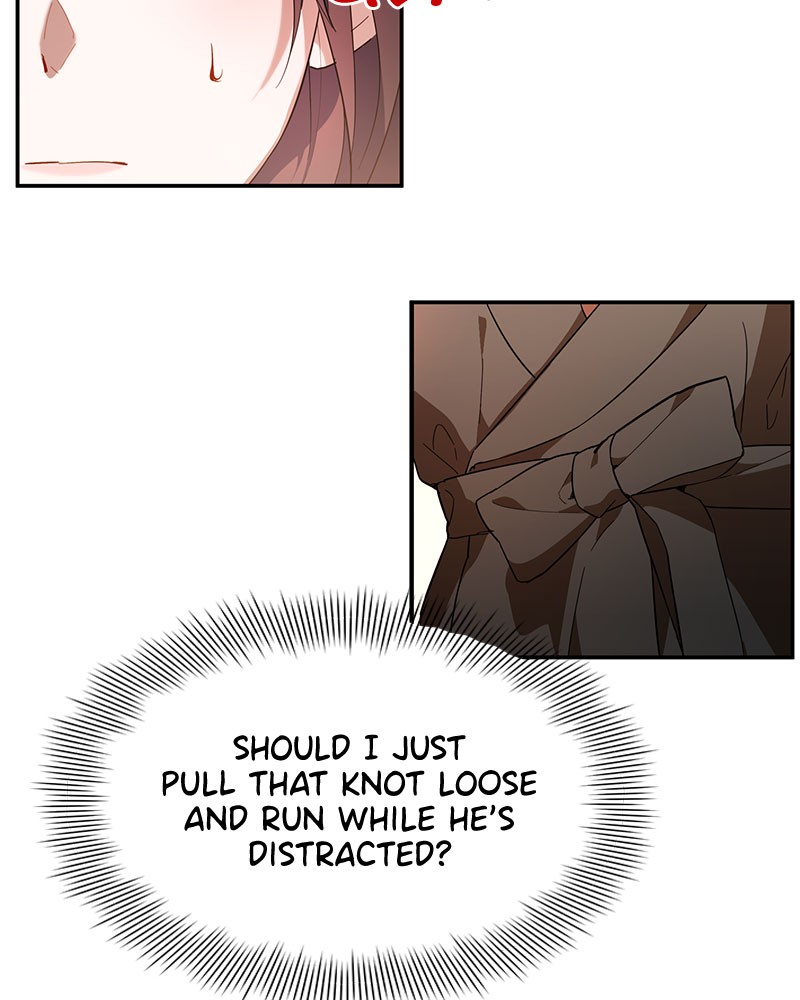 SHOULD I JUST
PULL THAT KNOT LOOSE
AND RUN WHILE HE'S
DISTRACTED?